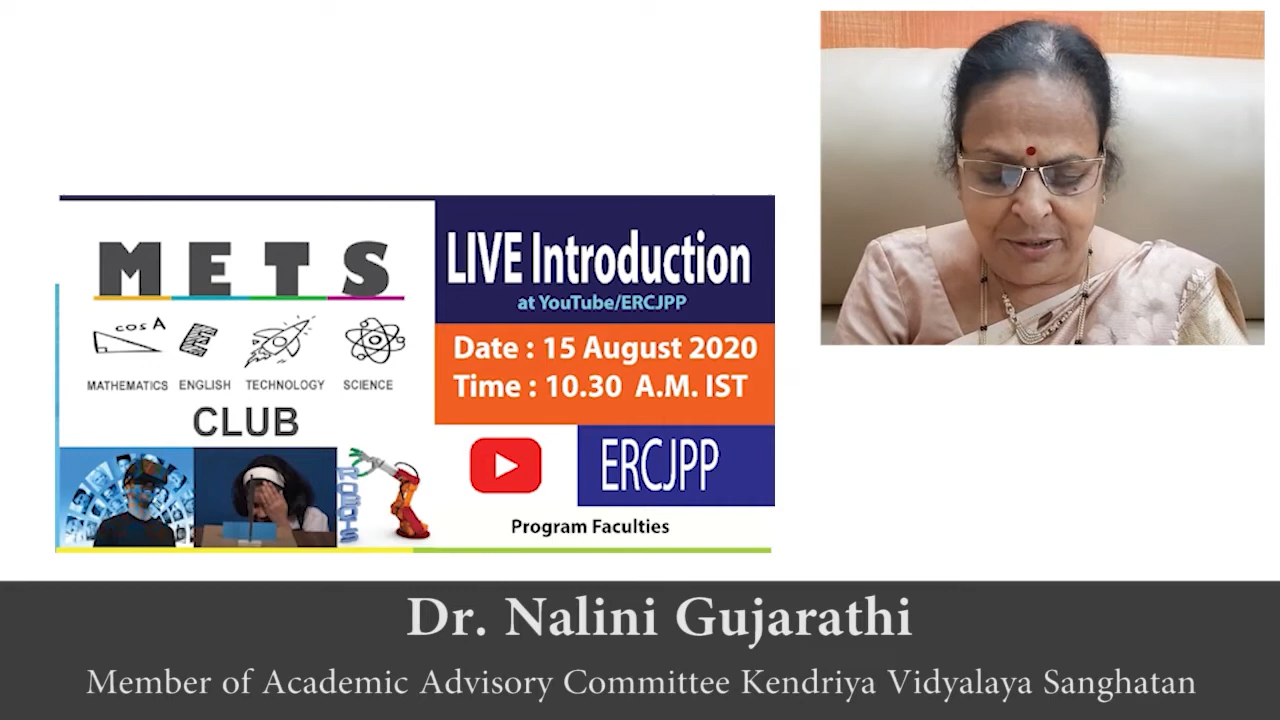 METS
cos A
MATHEMATICS ENGLISH TECHNOLOGY SCIENCE
CLUB
ROBOTS
LIVE Introduction
at YouTube/ERCJPP
Date : 15 August 2020
Time : 10.30 A.M. IST
ERCJPP
Program Faculties
Dr. Nalini Gujarathi
Member of Academic Advisory Committee Kendriya Vidyalaya Sanghatan